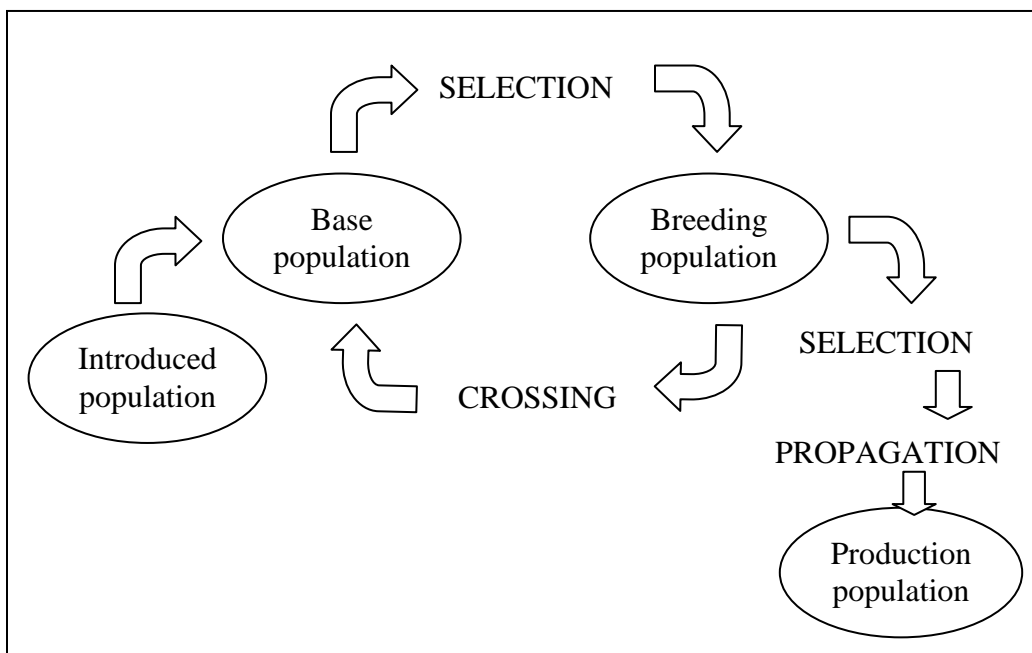 SELECTION
Base
population
Breeding
population
Introduced
population
SELECTION
CROSSING
PROPAGATION
Production
population